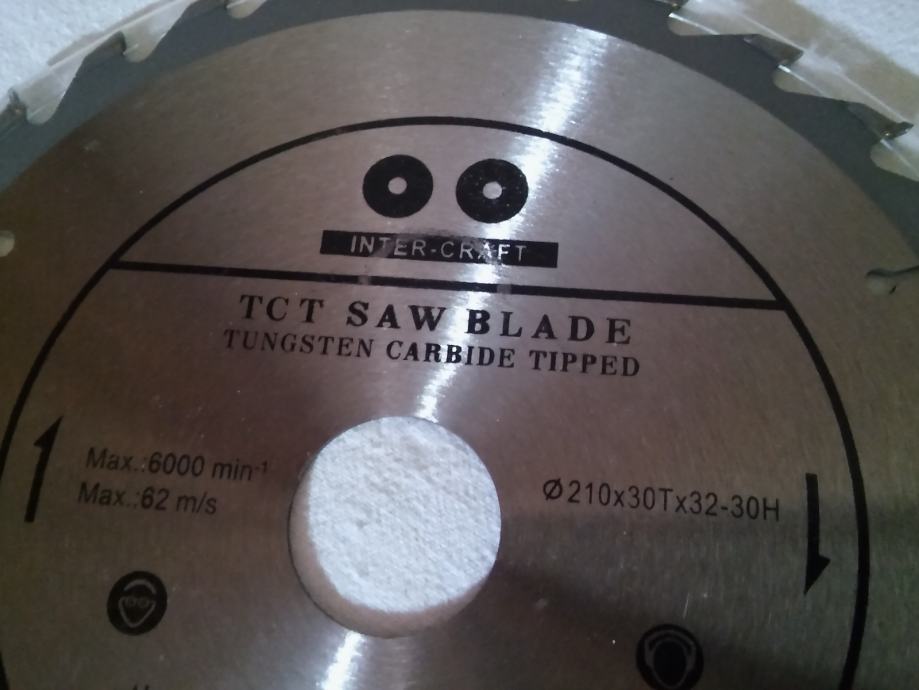 INTER-CRAFT
TCT SAW BLADE
TUNGSTEN CARBIDE TIPPED
Max.:6000 min⁻¹
Max.:62 m/s
Ø210x30Tx32-30H